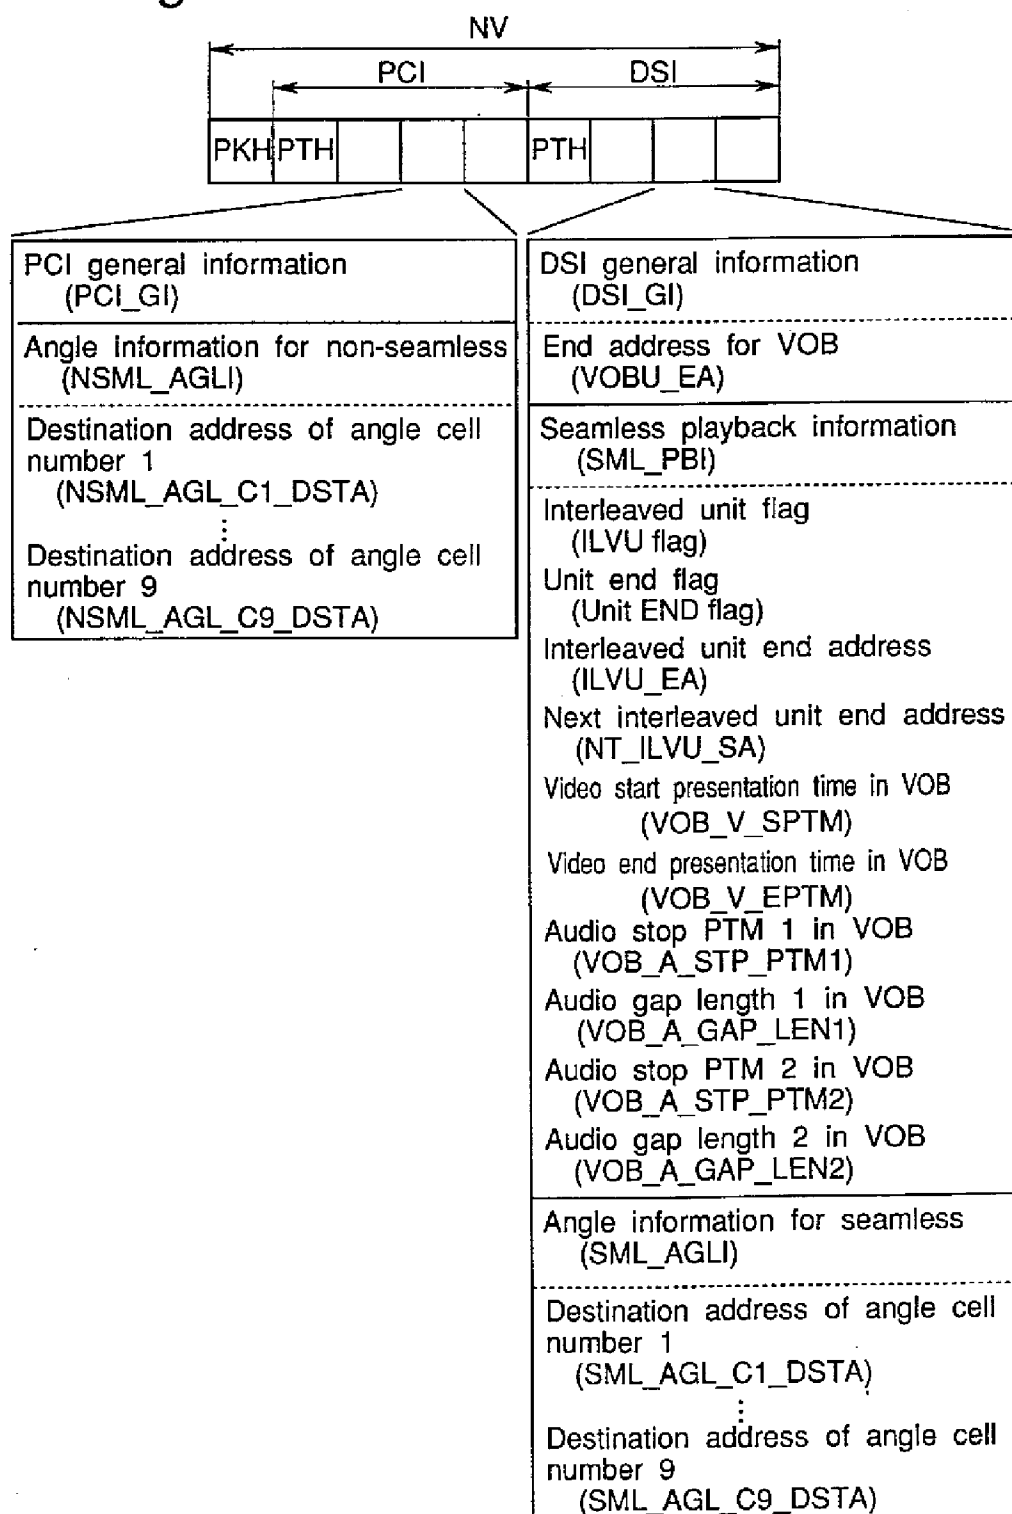 g
NV
PCI DSI
PKH PTH PTH
PCI general information
(PCI_GI)
Angle information for non-seamless
(NSML_AGLI)
Destination address of angle cell
number 1
(NSML_AGL_C1_DSTA)
⋮
Destination address of angle cell
number 9
(NSML_AGL_C9_DSTA)
DSI general information
(DSI_GI)
End address for VOB
(VOBU_EA)
Seamless playback information
(SML_PBI)
Interleaved unit flag
(ILVU flag)
Unit end flag
(Unit END flag)
Interleaved unit end address
(ILVU_EA)
Next interleaved unit end address
(NT_ILVU_SA)
Video start presentation time in VOB
(VOB_V_SPTM)
Video end presentation time in VOB
(VOB_V_EPTM)
Audio stop PTM 1 in VOB
(VOB_A_STP_PTM1)
Audio gap length 1 in VOB
(VOB_A_GAP_LEN1)
Audio stop PTM 2 in VOB
(VOB_A_STP_PTM2)
Audio gap length 2 in VOB
(VOB_A_GAP_LEN2)
Angle information for seamless
(SML_AGLI)
Destination address of angle cell
number 1
(SML_AGL_C1_DSTA)
⋮
Destination address of angle cell
number 9
(SML_AGL_C9_DSTA)